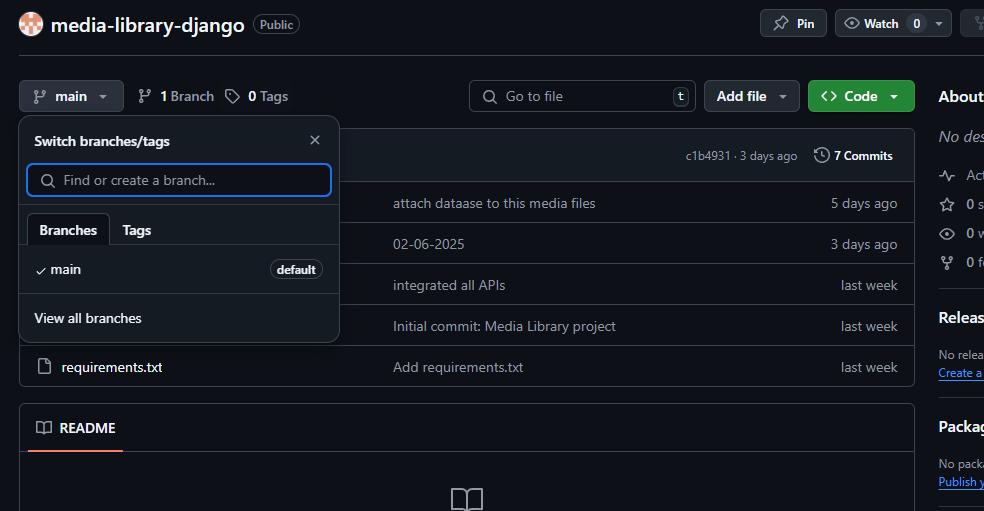 media-library-django Public Pin Watch 0
main 1 Branch 0 Tags Go to file t Add file Code
About
Switch branches/tags
No des
c1b4931 · 3 days ago 7 Commits
Find or create a branch...
Act
attach dataase to this media files 5 days ago
0 s
Branches Tags
0 w
02-06-2025 3 days ago
0 fo
main default
integrated all APIs last week
View all branches
Releas
Initial commit: Media Library project last week
No relea
requirements.txt Add requirements.txt last week
Create a
README
Packag
No packa
Publish y